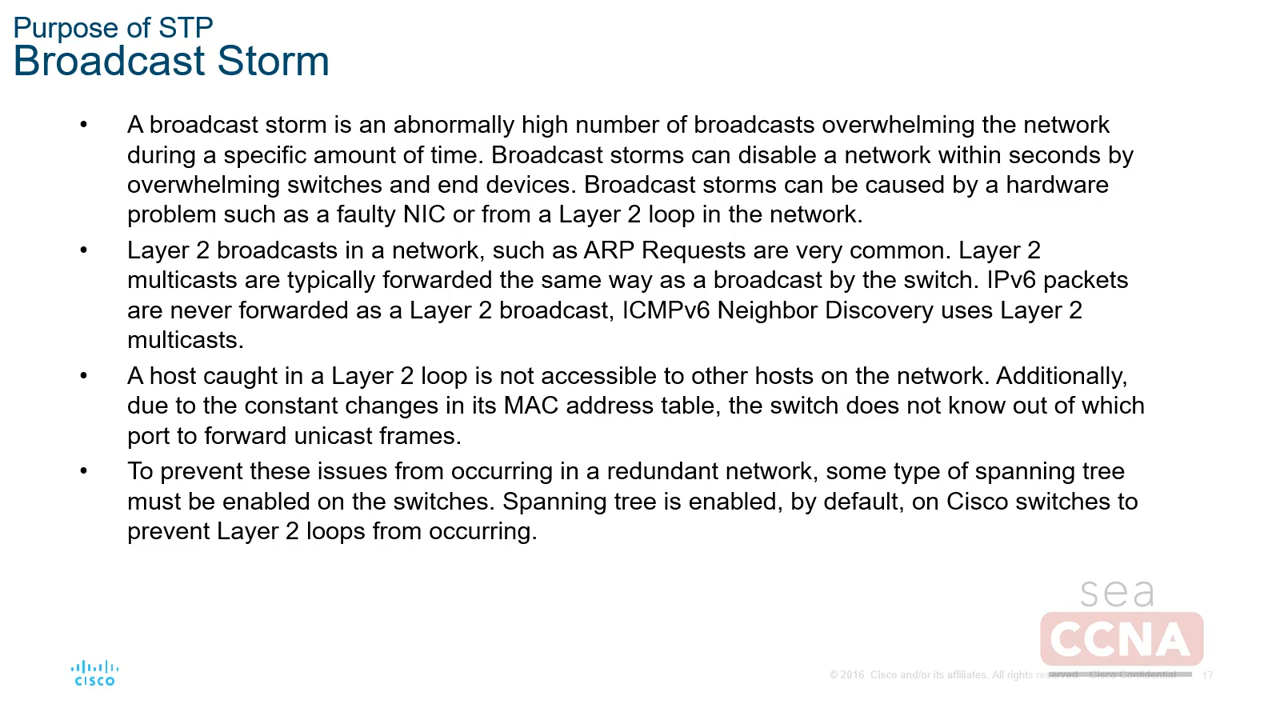 Purpose of STP
Broadcast Storm
• A broadcast storm is an abnormally high number of broadcasts overwhelming the network
during a specific amount of time. Broadcast storms can disable a network within seconds by
overwhelming switches and end devices. Broadcast storms can be caused by a hardware
problem such as a faulty NIC or from a Layer 2 loop in the network.
• Layer 2 broadcasts in a network, such as ARP Requests are very common. Layer 2
multicasts are typically forwarded the same way as a broadcast by the switch. IPv6 packets
are never forwarded as a Layer 2 broadcast, ICMPv6 Neighbor Discovery uses Layer 2
multicasts.
• A host caught in a Layer 2 loop is not accessible to other hosts on the network. Additionally,
due to the constant changes in its MAC address table, the switch does not know out of which
port to forward unicast frames.
• To prevent these issues from occurring in a redundant network, some type of spanning tree
must be enabled on the switches. Spanning tree is enabled, by default, on Cisco switches to
prevent Layer 2 loops from occurring.
sea
CCNA
CISCO
© 2016 Cisco and/or its affiliates. All rights reserved. Cisco Confidential 17